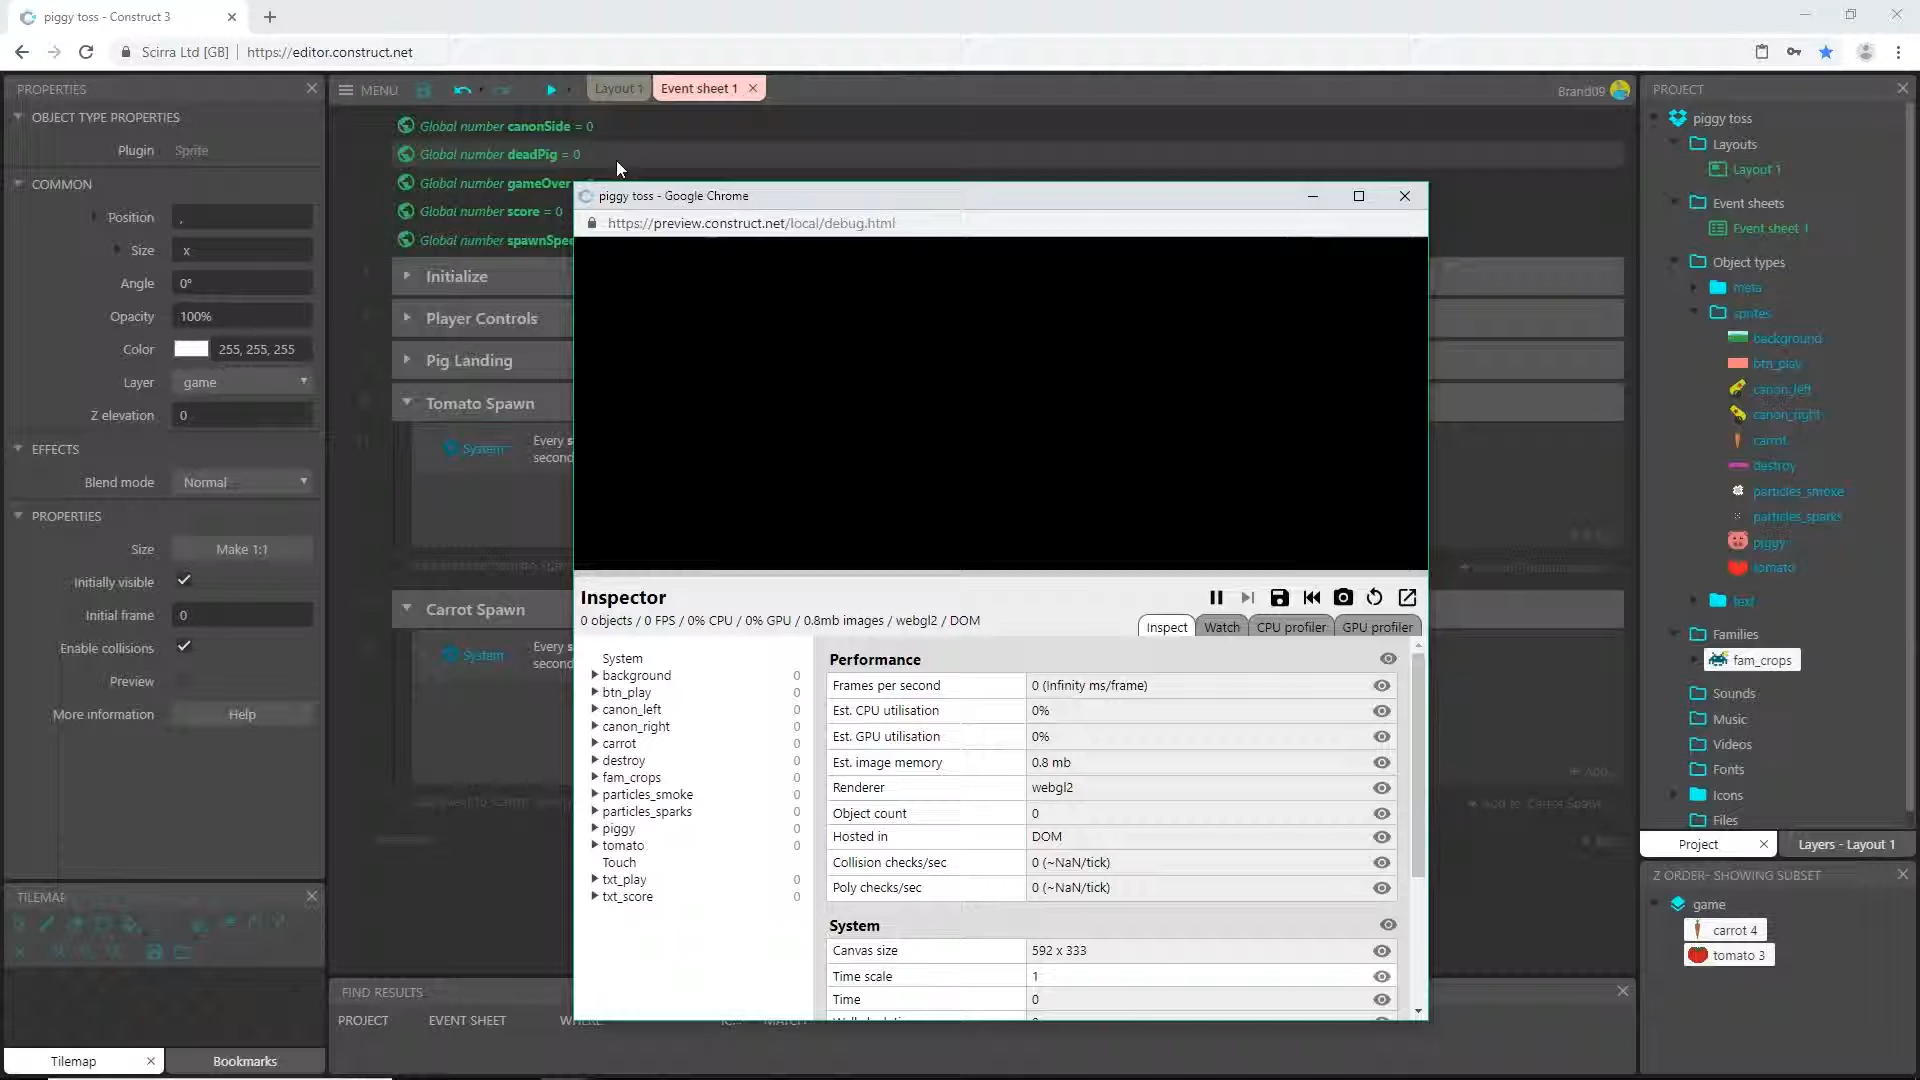 piggy toss - Construct 3
Scirra Ltd [GB] https://editor.construct.net
PROPERTIES
OBJECT TYPE PROPERTIES
Plugin Sprite
COMMON
Position ,
Size x
Angle 0°
Opacity 100%
Color 255, 255, 255
Layer game
Z elevation 0
EFFECTS
Blend mode Normal
PROPERTIES
Size Make 1:1
Initially visible
Initial frame 0
Enable collisions
Preview
More information Help
TILEMAP
Tilemap
Bookmarks
MENU
Layout 1
Event sheet 1
Brand09
Global number canonSide = 0
Global number deadPig = 0
Global number gameOver
Global number score = 0
Global number spawnSpee
Initialize
Player Controls
Pig Landing
Tomato Spawn
System Every s
second
Carrot Spawn
System Every s
second
Add to 'Carrot Spawn'
FIND RESULTS
PROJECT EVENT SHEET WHERE MATCH
piggy toss - Google Chrome
https://preview.construct.net/local/debug.html
Inspector
0 objects / 0 FPS / 0% CPU / 0% GPU / 0.8mb images / webgl2 / DOM
Inspect Watch CPU profiler GPU profiler
System
background 0
btn_play 0
canon_left 0
canon_right 0
carrot 0
destroy 0
fam_crops 0
particles_smoke 0
particles_sparks 0
piggy 0
tomato 0
Touch
txt_play 0
txt_score 0
Performance
Frames per second 0 (Infinity ms/frame)
Est. CPU utilisation 0%
Est. GPU utilisation 0%
Est. image memory 0.8 mb
Renderer webgl2
Object count 0
Hosted in DOM
Collision checks/sec 0 (~NaN/tick)
Poly checks/sec 0 (~NaN/tick)
System
Canvas size 592 x 333
Time scale 1
Time 0
PROJECT
piggy toss
Layouts
Layout 1
Event sheets
Event sheet 1
Object types
meta
sprites
background
btn_play
canon_left
canon_right
carrot
destroy
particles_smoke
particles_sparks
piggy
tomato
text
Families
fam_crops
Sounds
Music
Videos
Fonts
Icons
Files
Project
Layers - Layout 1
Z ORDER- SHOWING SUBSET
game
carrot 4
tomato 3